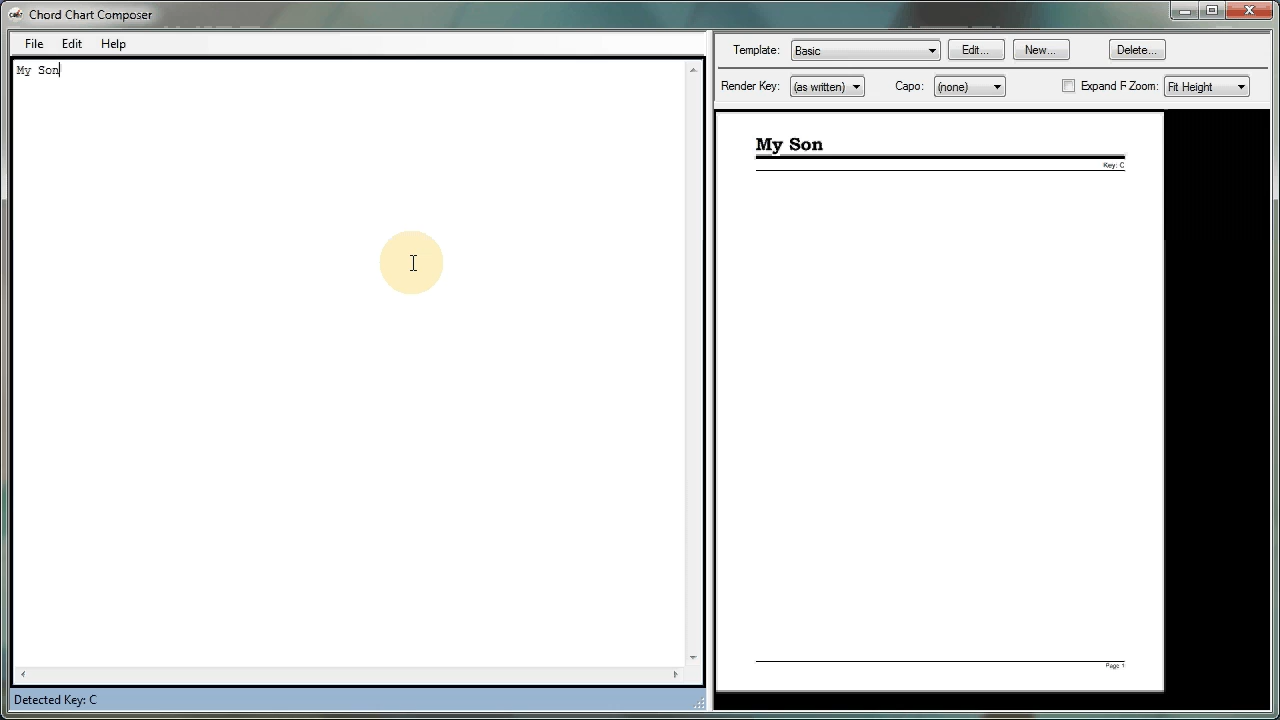 Chord Chart Composer
File Edit Help
My Son
Detected Key: C
Template: Basic Edit... New... Delete...
Render Key: (as written) Capo: (none) Expand F Zoom: Fit Height
My Son
Key: C
Page 1